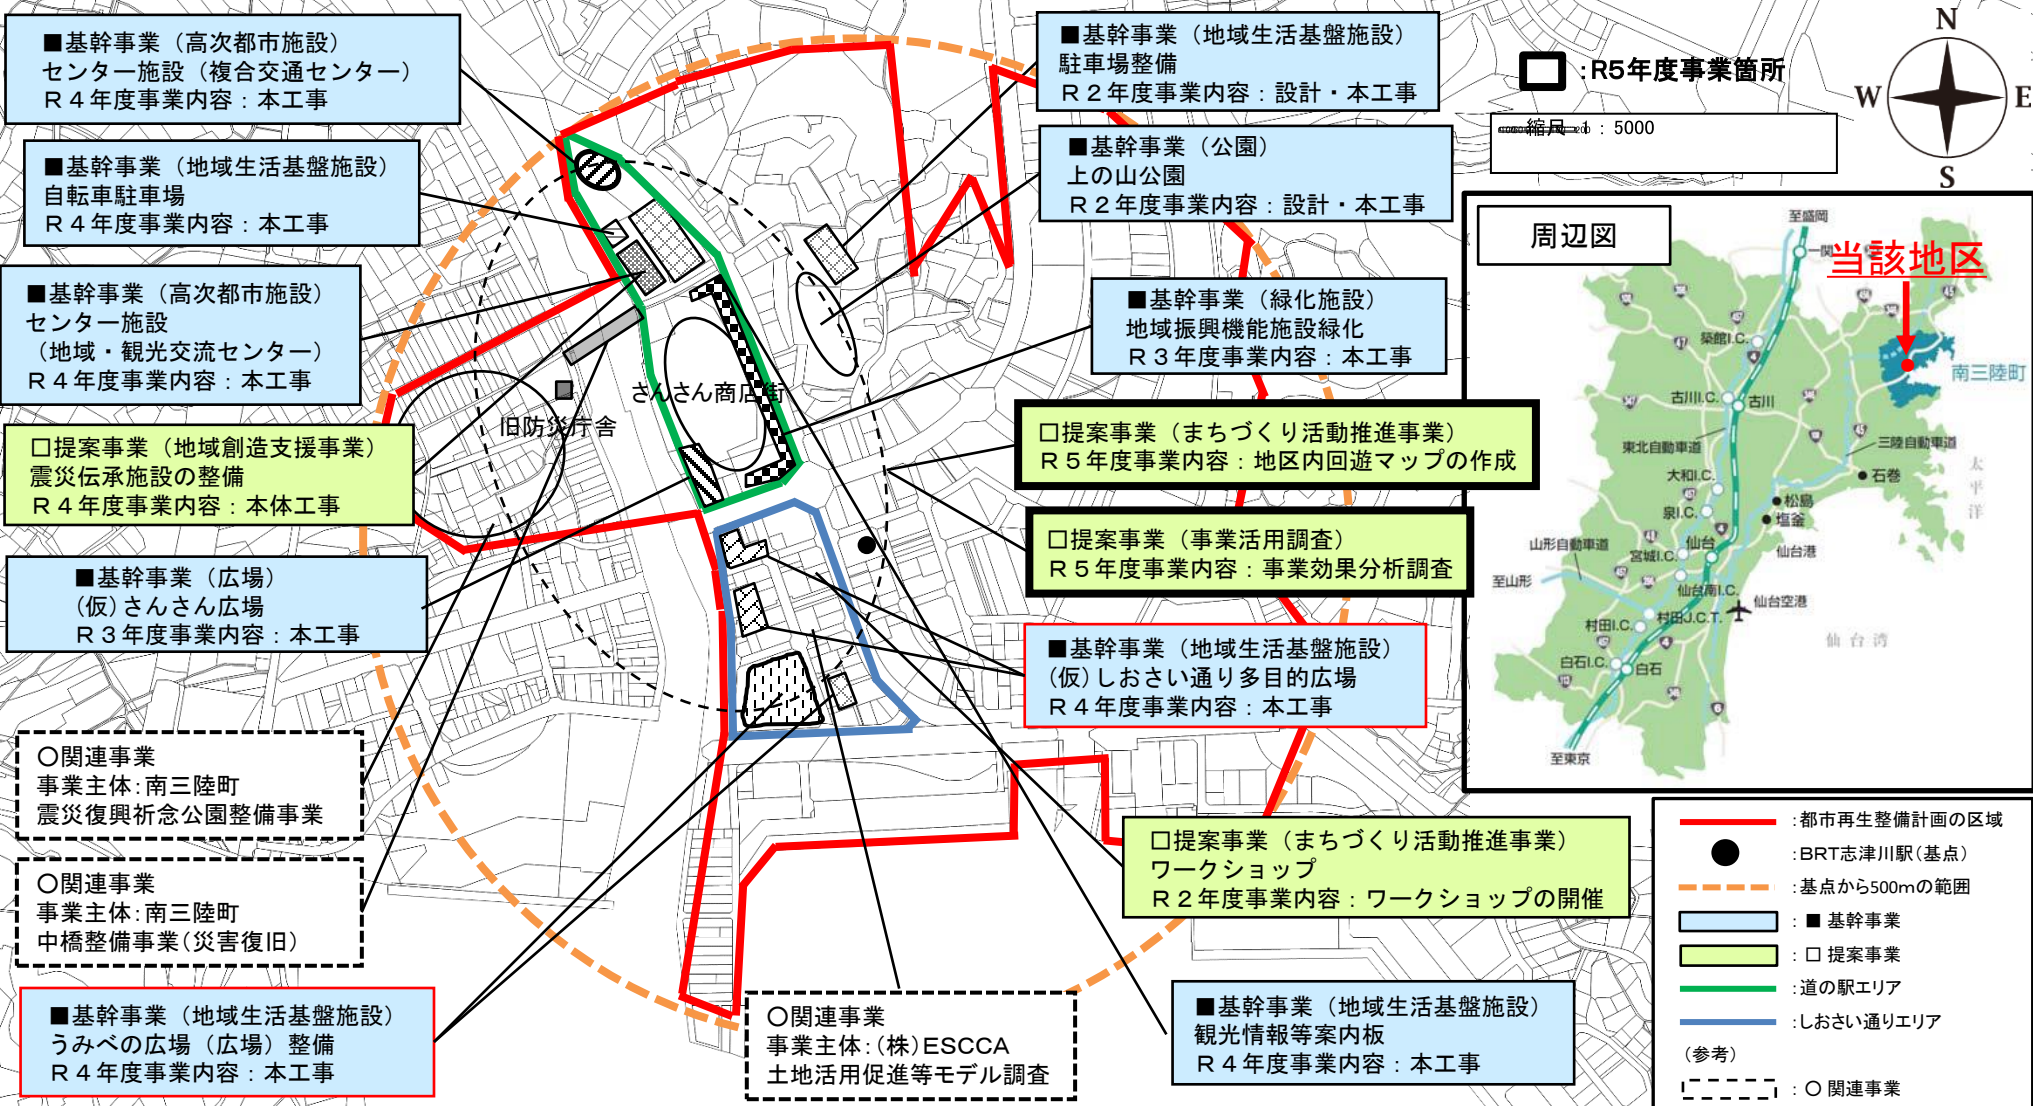 ■基幹事業（高次都市施設）
センター施設（複合交通センター）
Ｒ４年度事業内容：本工事
■基幹事業（地域生活基盤施設）
自転車駐車場
Ｒ４年度事業内容：本工事
■基幹事業（高次都市施設）
センター施設
（地域・観光交流センター）
Ｒ４年度事業内容：本工事
□提案事業（地域創造支援事業）
震災伝承施設の整備
Ｒ４年度事業内容：本体工事
■基幹事業（広場）
(仮)さんさん広場
Ｒ３年度事業内容：本工事
○関連事業
事業主体：南三陸町
震災復興祈念公園整備事業
○関連事業
事業主体：南三陸町
中橋整備事業(災害復旧)
■基幹事業（地域生活基盤施設）
うみべの広場（広場）整備
Ｒ４年度事業内容：本工事
さんさん商店街
旧防災庁舎
○関連事業
事業主体：(株)ESCCA
土地活用促進等モデル調査
■基幹事業（地域生活基盤施設）
駐車場整備
Ｒ２年度事業内容：設計・本工事
■基幹事業（公園）
上の山公園
Ｒ２年度事業内容：設計・本工事
■基幹事業（緑化施設）
地域振興機能施設緑化
Ｒ３年度事業内容：本工事
□提案事業（まちづくり活動推進事業）
Ｒ５年度事業内容：地区内回遊マップの作成
□提案事業（事業活用調査）
Ｒ５年度事業内容：事業効果分析調査
■基幹事業（地域生活基盤施設）
(仮)しおさい通り多目的広場
Ｒ４年度事業内容：本工事
□提案事業（まちづくり活動推進事業）
ワークショップ
Ｒ２年度事業内容：ワークショップの開催
■基幹事業（地域生活基盤施設）
観光情報等案内板
Ｒ４年度事業内容：本工事
:R5年度事業箇所
縮尺 1：5000
N
W
E
S
周辺図
至盛岡
一関
当該地区
築館I.C.
南三陸町
古川I.C.
古川
東北自動車道
三陸自動車道
大和I.C.
石巻
太平洋
松島
泉I.C.
塩釜
山形自動車道
宮城I.C.
仙台
仙台港
至山形
仙台南I.C.
仙台空港
村田I.C.
村田J.C.T.
仙台湾
白石I.C.
白石
至東京
:都市再生整備計画の区域
:BRT志津川駅(基点)
:基点から500mの範囲
:■ 基幹事業
:□ 提案事業
:道の駅エリア
:しおさい通りエリア
(参考)
:○ 関連事業